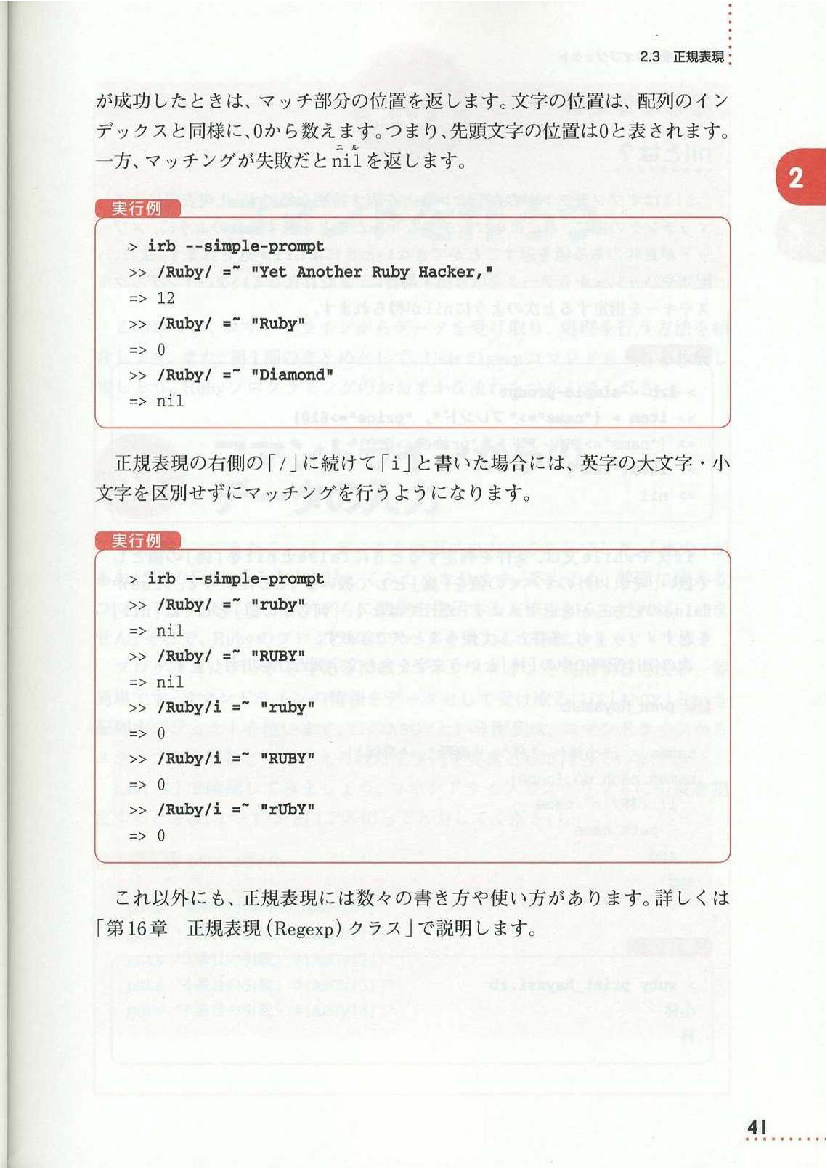 2.3　正規表現
が成功したときは、マッチ部分の位置を返します。文字の位置は、配列のイン
デックスと同様に、0から数えます。つまり、先頭文字の位置は0と表されます。
ニル
一方、マッチングが失敗だとnilを返します。
2
実行例
> irb --simple-prompt
>> /Ruby/ =~ "Yet Another Ruby Hacker,"
=> 12
>> /Ruby/ =~ "Ruby"
=> 0
>> /Ruby/ =~ "Diamond"
=> nil
正規表現の右側の「/」に続けて「i」と書いた場合には、英字の大文字・小
文字を区別せずにマッチングを行うようになります。
実行例
> irb --simple-prompt
>> /Ruby/ =~ "ruby"
=> nil
>> /Ruby/ =~ "RUBY"
=> nil
>> /Ruby/i =~ "ruby"
=> 0
>> /Ruby/i =~ "RUBY"
=> 0
>> /Ruby/i =~ "rUbY"
=> 0
これ以外にも、正規表現には数々の書き方や使い方があります。詳しくは
「第16章　正規表現(Regexp)クラス」で説明します。
41